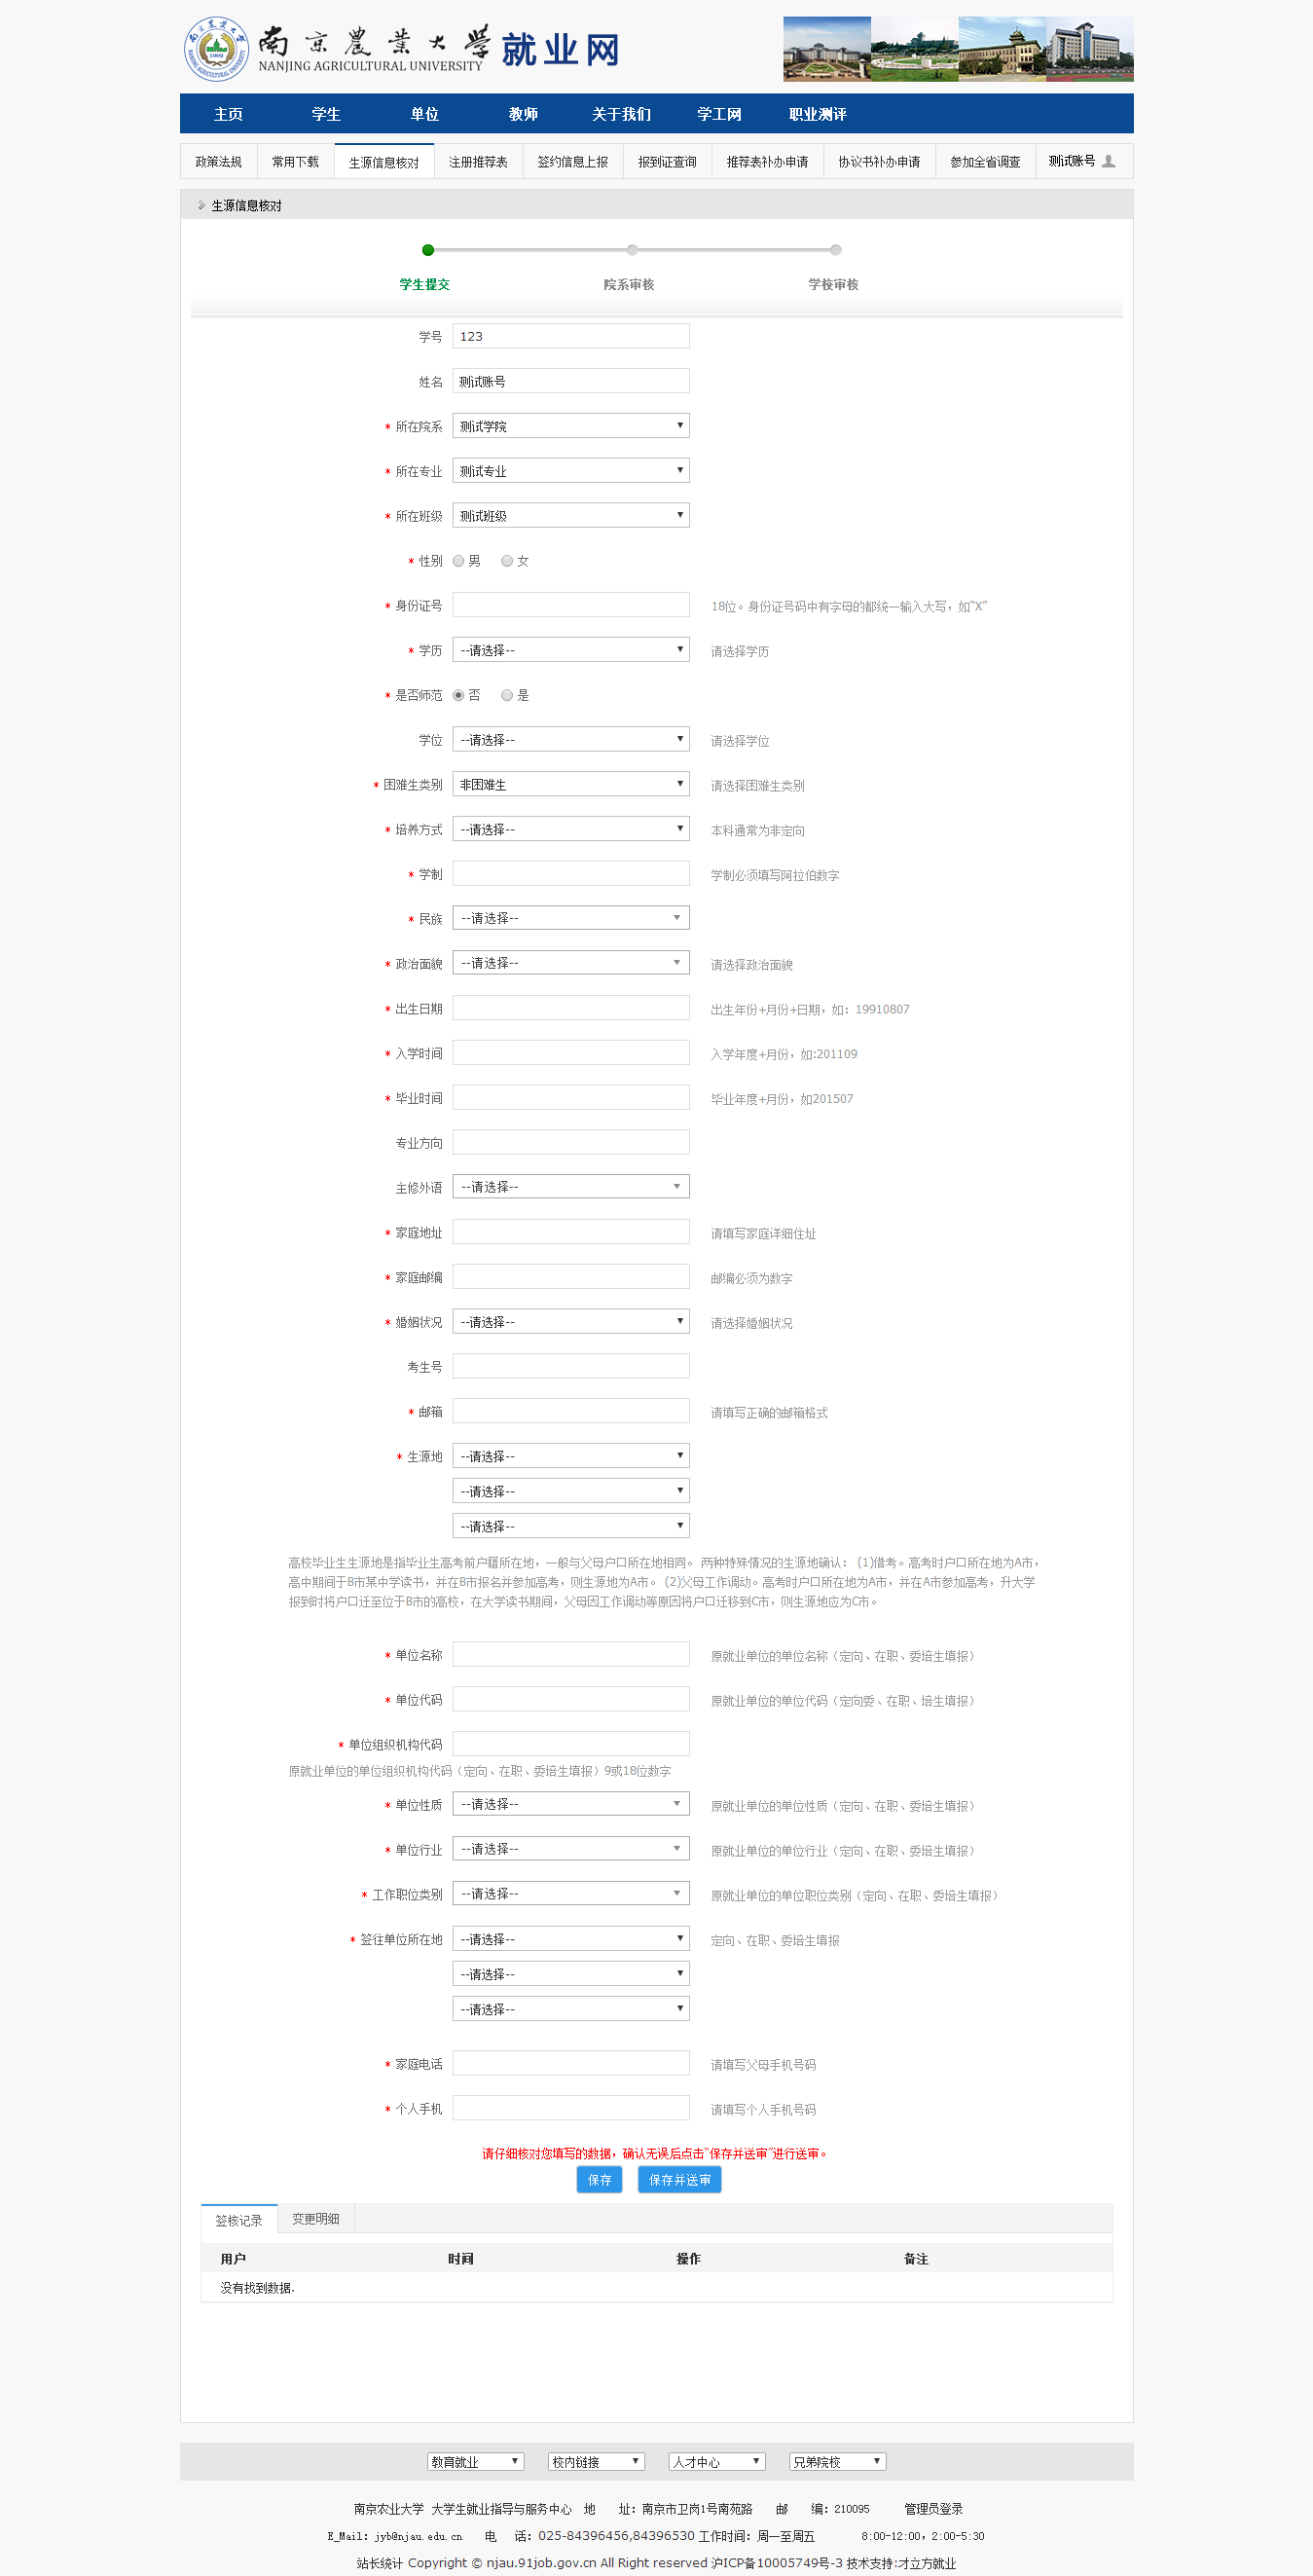 南京農業大學 就业网
NANJING AGRICULTURAL UNIVERSITY
主页 学生 单位 教师 关于我们 学工网 职业测评
政策法规 常用下载 生源信息核对 注册推荐表 签约信息上报 报到证查询 推荐表补办申请 协议书补办申请 参加全省调查 测试账号
生源信息核对
学生提交 院系审核 学校审核
学号 123
姓名 测试账号
* 所在院系 测试学院
* 所在专业 测试专业
* 所在班级 测试班级
* 性别 男 女
* 身份证号 18位。身份证号码中有字母的都统一输入大写，如"X"
* 学历 --请选择-- 请选择学历
* 是否师范 否 是
学位 --请选择-- 请选择学位
* 困难生类别 非困难生 请选择困难生类别
* 培养方式 --请选择-- 本科通常为非定向
* 学制 学制必须填写阿拉伯数字
* 民族 --请选择--
* 政治面貌 --请选择-- 请选择政治面貌
* 出生日期 出生年份+月份+日期，如：19910807
* 入学时间 入学年度+月份，如:201109
* 毕业时间 毕业年度+月份，如201507
专业方向
主修外语 --请选择--
* 家庭地址 请填写家庭详细住址
* 家庭邮编 邮编必须为数字
* 婚姻状况 --请选择-- 请选择婚姻状况
考生号
* 邮箱 请填写正确的邮箱格式
* 生源地 --请选择--
--请选择--
--请选择--
高校毕业生生源地是指毕业生高考前户籍所在地，一般与父母户口所在地相同。 两种特殊情况的生源地确认： (1)借考。高考时户口所在地为A市，
高中期间于B市某中学读书，并在B市报名并参加高考，则生源地为A市。 (2)父母工作调动。高考时户口所在地为A市，并在A市参加高考，升大学
报到时将户口迁至位于B市的高校，在大学读书期间，父母因工作调动等原因将户口迁移到C市，则生源地应为C市。
* 单位名称 原就业单位的单位名称（定向、在职、委培生填报）
* 单位代码 原就业单位的单位代码（定向委、在职、培生填报）
* 单位组织机构代码
原就业单位的单位组织机构代码（定向、在职、委培生填报）9或18位数字
* 单位性质 --请选择-- 原就业单位的单位性质（定向、在职、委培生填报）
* 单位行业 --请选择-- 原就业单位的单位行业（定向、在职、委培生填报）
* 工作职位类别 --请选择-- 原就业单位的单位职位类别（定向、在职、委培生填报）
* 签往单位所在地 --请选择-- 定向、在职、委培生填报
--请选择--
--请选择--
* 家庭电话 请填写父母手机号码
* 个人手机 请填写个人手机号码
请仔细核对您填写的数据，确认无误后点击"保存并送审"进行送审。
保存 保存并送审
签核记录 变更明细
用户 时间 操作 备注
没有找到数据.
教育就业 校内链接 人才中心 兄弟院校
南京农业大学 大学生就业指导与服务中心 地 址：南京市卫岗1号南苑路 邮 编：210095 管理员登录
E_Mail：jyb@njau.edu.cn 电 话：025-84396456,84396530 工作时间：周一至周五 8:00-12:00，2:00-5:30
站长统计 Copyright © njau.91job.gov.cn All Right reserved 沪ICP备10005749号-3 技术支持:才立方就业